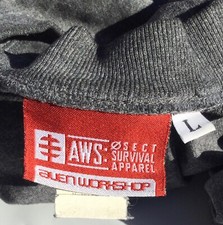 AWS:
ØSECT
SURVIVAL
APPAREL
ALIEN WORKSHOP
L